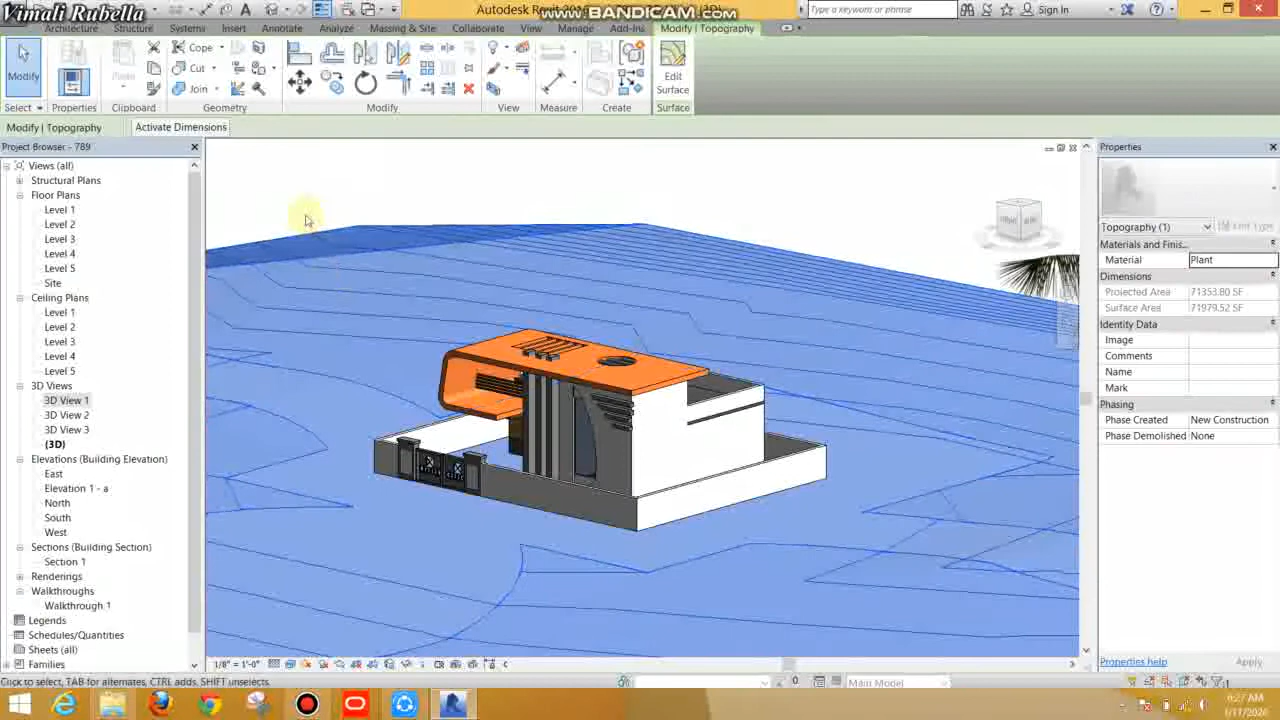 Vimali Rubella
Autodesk Revit
www.BANDICAM.com
Type a keyword or phrase
Sign In
Architecture
Structure
Systems
Insert
Annotate
Analyze
Massing & Site
Collaborate
View
Manage
Add-Ins
Modify | Topography
Modify
Cope
Cut
Join
Edit
Surface
Select
Properties
Clipboard
Geometry
Modify
View
Measure
Create
Surface
Modify | Topography
Activate Dimensions
Project Browser - 789
Views (all)
Structural Plans
Floor Plans
Level 1
Level 2
Level 3
Level 4
Level 5
Site
Ceiling Plans
Level 1
Level 2
Level 3
Level 4
Level 5
3D Views
3D View 1
3D View 2
3D View 3
(3D)
Elevations (Building Elevation)
East
Elevation 1 - a
North
South
West
Sections (Building Section)
Section 1
Renderings
Walkthroughs
Walkthrough 1
Legends
Schedules/Quantities
Sheets (all)
Families
Properties
Topography (1)
Edit Type
Materials and Finis...
Material
Plant
Dimensions
Projected Area
71353.80 SF
Surface Area
71979.52 SF
Identity Data
Image
Comments
Name
Mark
Phasing
Phase Created
New Construction
Phase Demolished
None
Properties help
Apply
1/8" = 1'-0"
Click to select, TAB for alternates, CTRL adds, SHIFT unselects.
:0
Main Model
:1